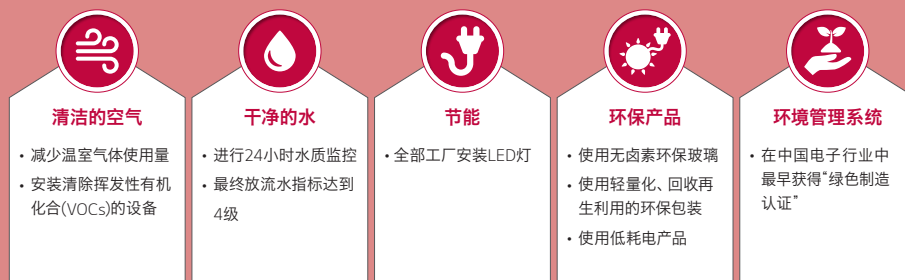 清洁的空气
• 减少温室气体使用量
• 安装清除挥发性有机
化合(VOCs)的设备
干净的水
• 进行24小时水质监控
• 最终放流水指标达到
4级
节能
• 全部工厂安装LED灯
环保产品
• 使用无卤素环保玻璃
• 使用轻量化、回收再
生利用的环保包装
• 使用低耗电产品
环境管理系统
• 在中国电子行业中
最早获得“绿色制造
认证”